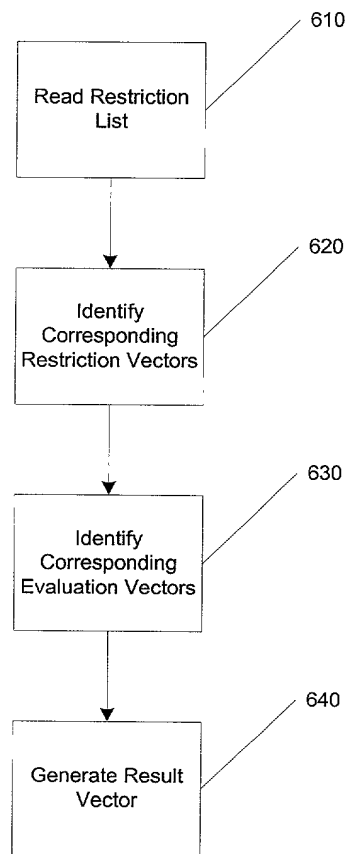 610
Read Restriction
List
620
Identify
Corresponding
Restriction Vectors
630
Identify
Corresponding
Evaluation Vectors
640
Generate Result
Vector